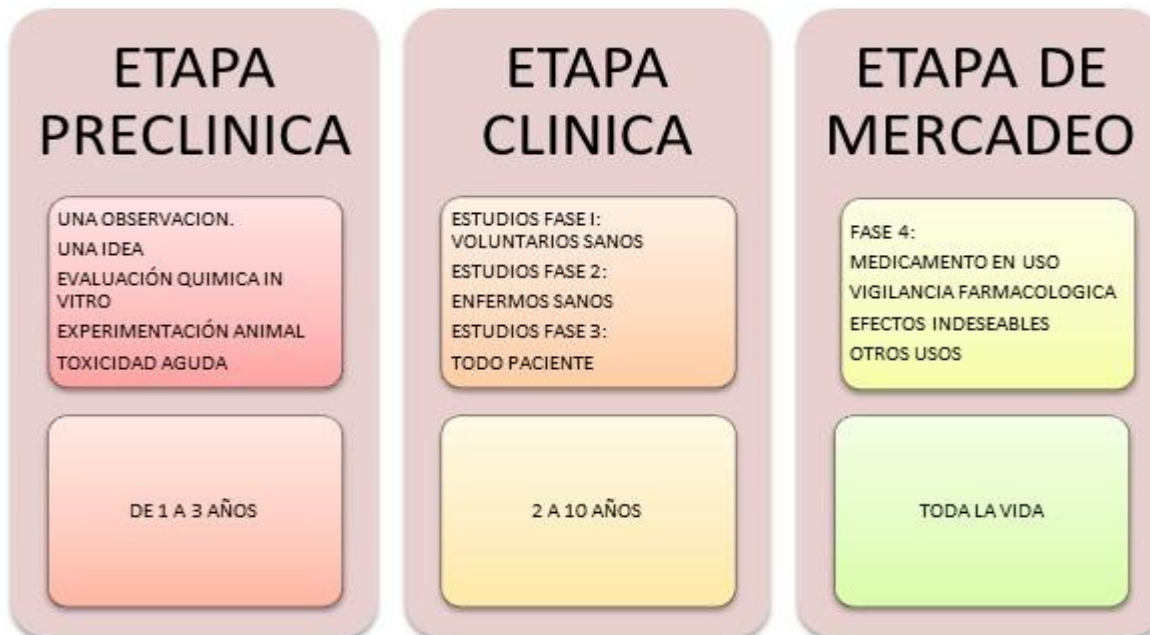 ETAPA
PRECLINICA
UNA OBSERVACION.
UNA IDEA
EVALUACIÓN QUIMICA IN
VITRO
EXPERIMENTACIÓN ANIMAL
TOXICIDAD AGUDA
DE 1 A 3 AÑOS
ETAPA
CLINICA
ESTUDIOS FASE I:
VOLUNTARIOS SANOS
ESTUDIOS FASE 2:
ENFERMOS SANOS
ESTUDIOS FASE 3:
TODO PACIENTE
2 A 10 AÑOS
ETAPA DE
MERCADEO
FASE 4:
MEDICAMENTO EN USO
VIGILANCIA FARMACOLOGICA
EFECTOS INDESEABLES
OTROS USOS
TODA LA VIDA